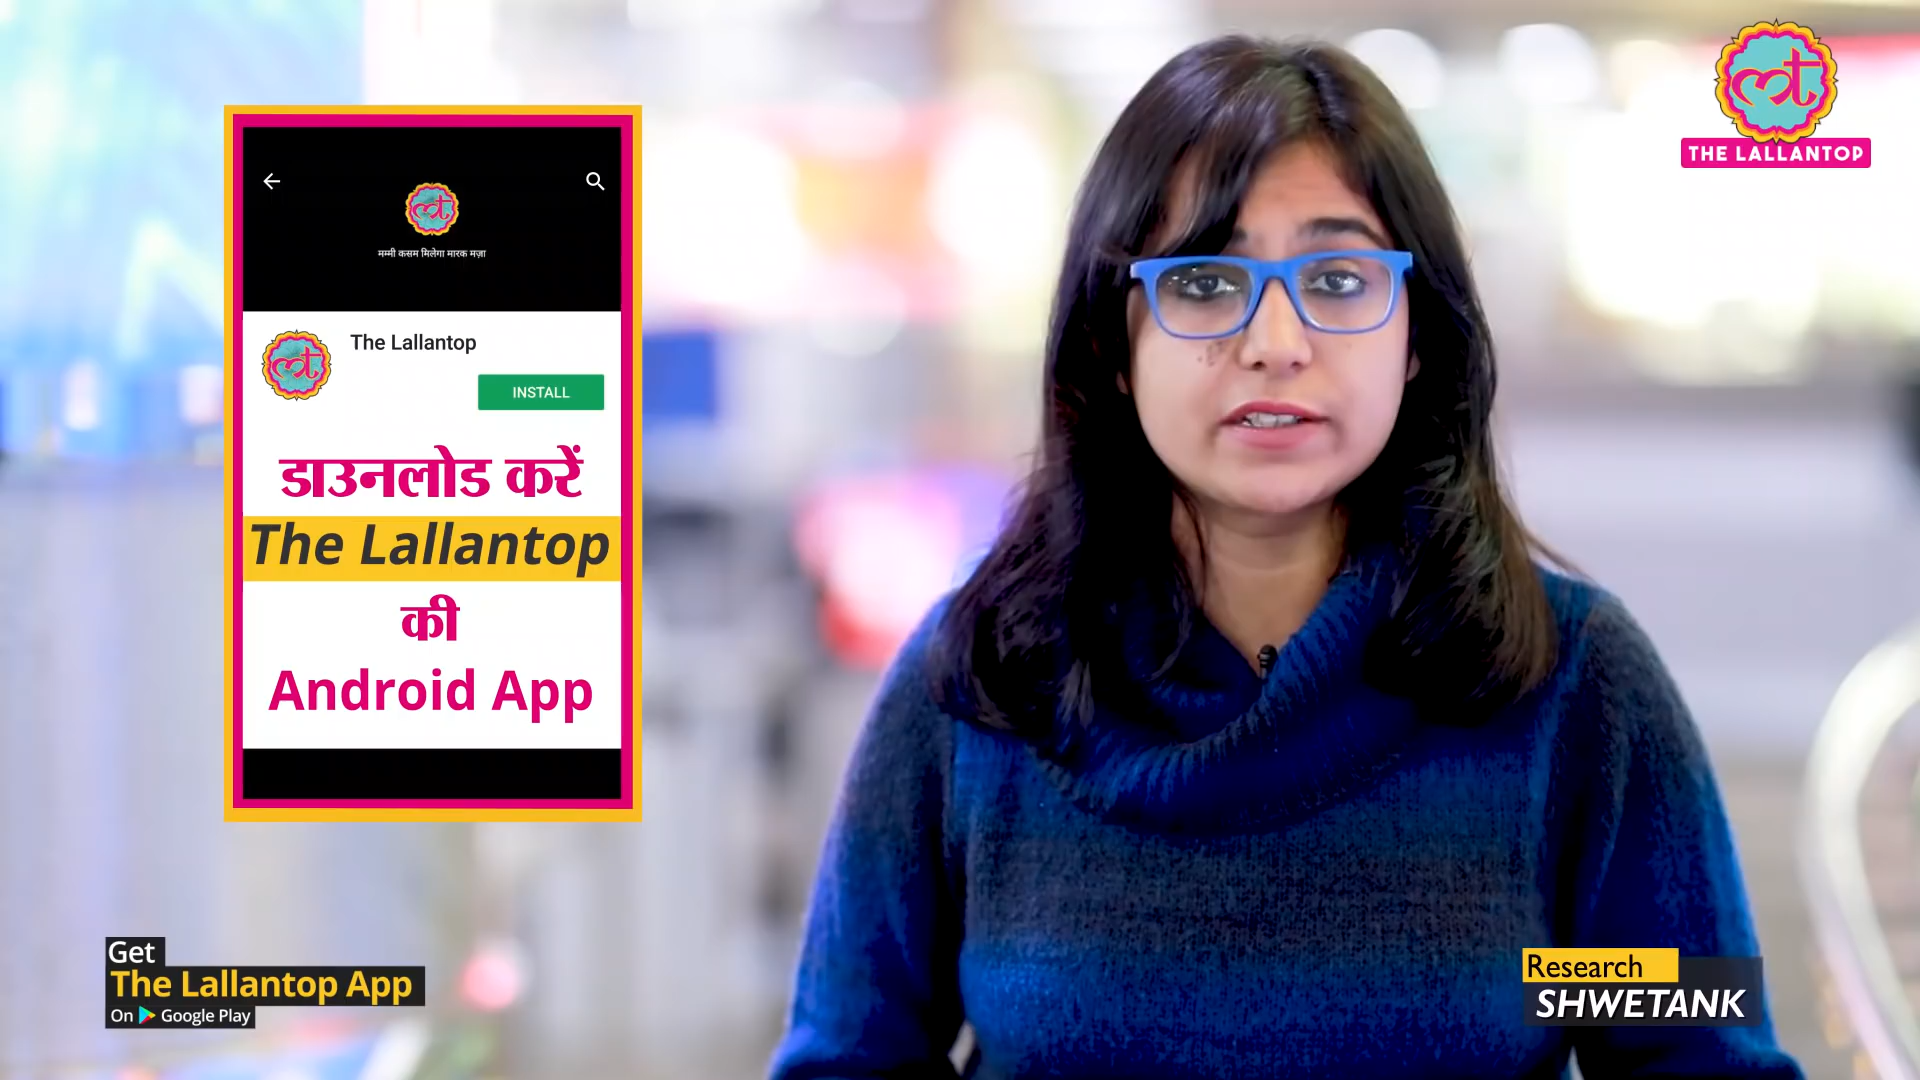 मम्मी कसम मिलेगा मारक मज़ा
The Lallantop
INSTALL
डाउनलोड करें
The Lallantop
की
Android App
Get
The Lallantop App
On Google Play
THE LALLANTOP
Research
SHWETANK